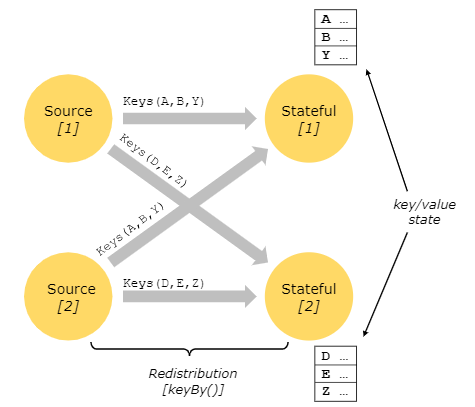 A ...
B ...
Y ...
Source
[1]
Keys(A,B,Y)
Stateful
[1]
Keys(D,E,Z)
key/value
state
Keys(A,B,Y)
Source
[2]
Keys(D,E,Z)
Stateful
[2]
Redistribution
[keyBy()]
D ...
E ...
Z ...